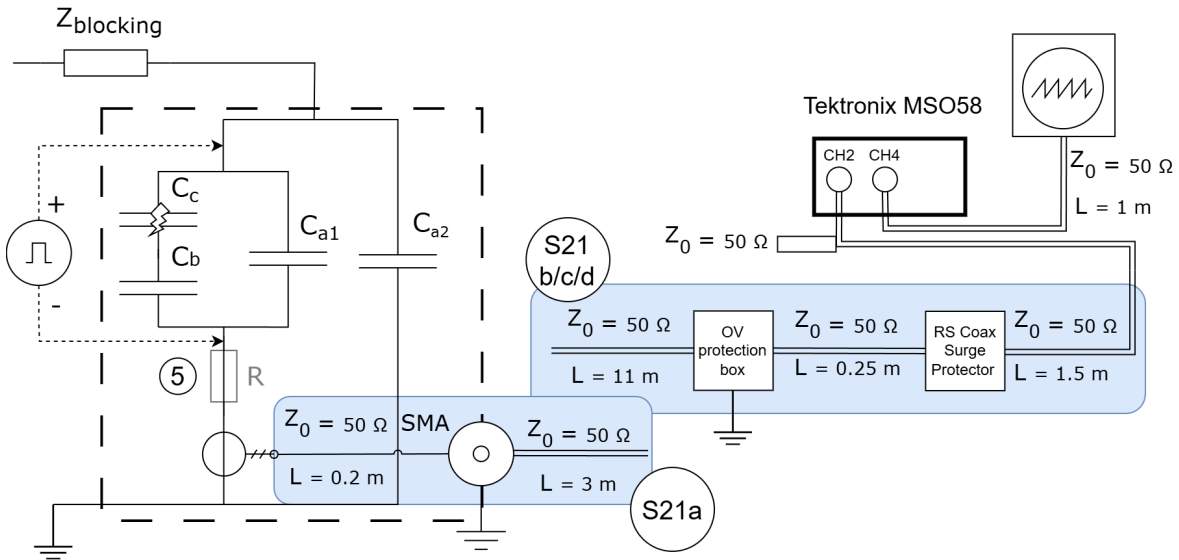 Z_blocking
Tektronix MSO58
CH2
CH4
Z_0 = 50 Ω
L = 1 m
+
C_c
C_a1
C_a2
C_b
-
Z_0 = 50 Ω
S21
b/c/d
Z_0 = 50 Ω
L = 11 m
OV
protection
box
Z_0 = 50 Ω
L = 0.25 m
RS Coax
Surge
Protector
Z_0 = 50 Ω
L = 1.5 m
5
R
Z_0 = 50 Ω
L = 0.2 m
SMA
Z_0 = 50 Ω
L = 3 m
S21a